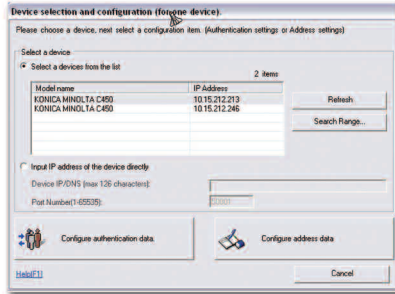 Device selection and configuration (for one device).
Please choose a device, next select a configuration item. (Authentication settings or Address settings)
Select a device
Select a devices from the list
2 items
Model name IP Address
KONICA MINOLTA C450 10.15.212.213
KONICA MINOLTA C450 10.15.212.246
Refresh
Search Range...
Input IP address of the device directly
Device IP/DNS (max 126 characters):
Port Number(1-65535):
50001
Configure authentication data
Configure address data
Help[F1]
Cancel